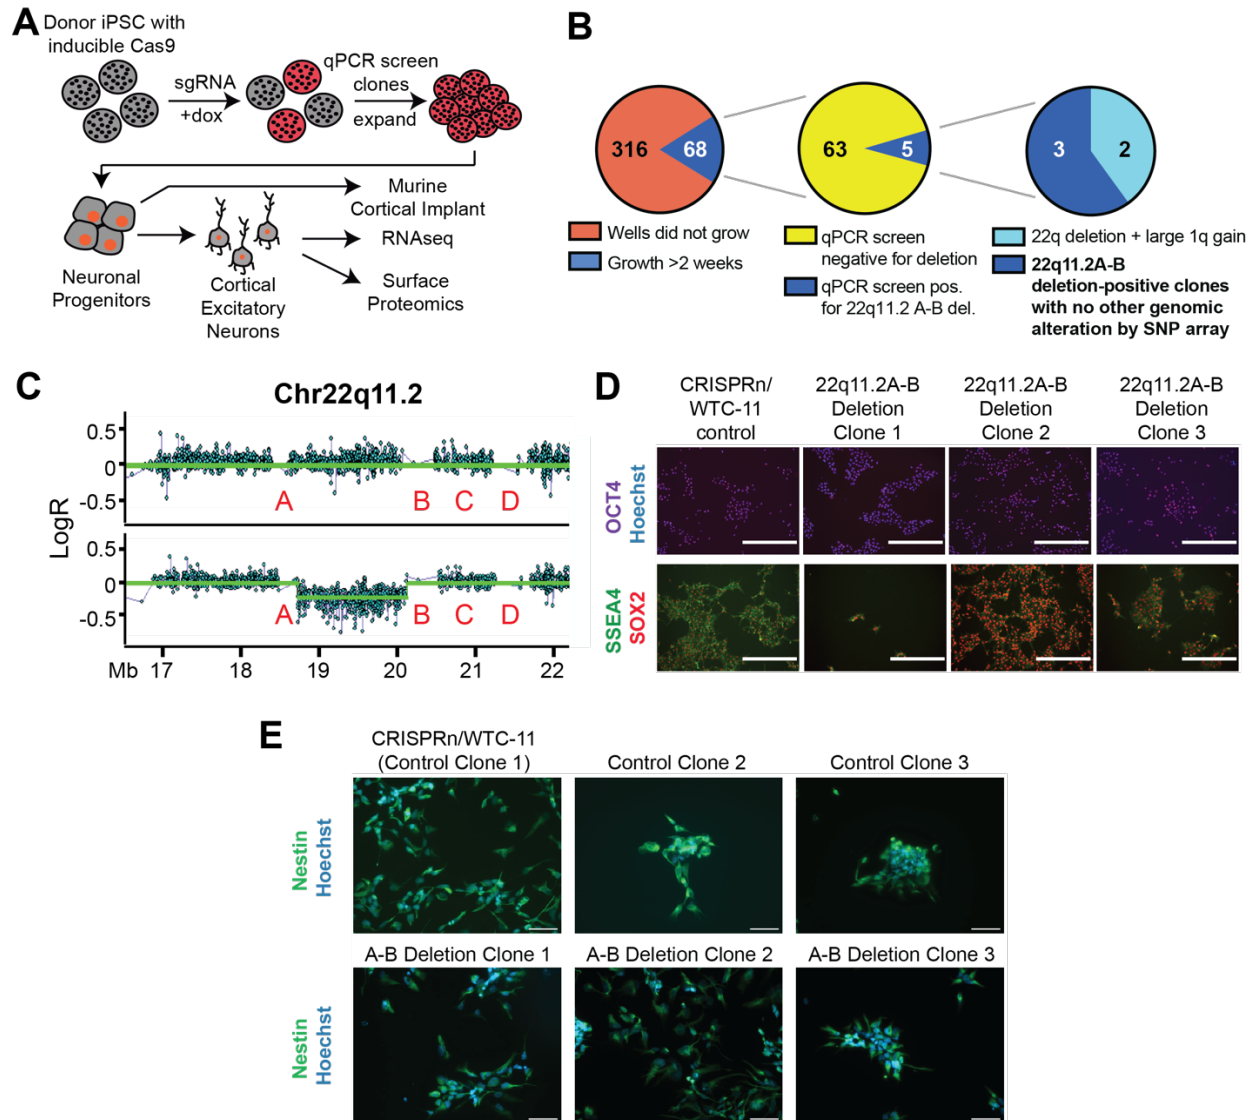 A
Donor iPSC with
inducible Cas9
sgRNA
+dox
qPCR screen
clones
expand
Neuronal
Progenitors
Cortical
Excitatory
Neurons
Murine
Cortical Implant
RNAseq
Surface
Proteomics
B
316
68
63
5
3
2
Wells did not grow
Growth >2 weeks
qPCR screen
negative for deletion
qPCR screen pos.
for 22q11.2 A-B del.
22q deletion + large 1q gain
22q11.2A-B
deletion-positive clones
with no other genomic
alteration by SNP array
C
Chr22q11.2
LogR
0.5
0
-0.5
A B C D
0.5
0
-0.5
A B C D
Mb 17 18 19 20 21 22
D
CRISPRn/
WTC-11
control
22q11.2A-B
Deletion
Clone 1
22q11.2A-B
Deletion
Clone 2
22q11.2A-B
Deletion
Clone 3
OCT4
Hoechst
SSEA4
SOX2
E
CRISPRn/WTC-11
(Control Clone 1)
Control Clone 2
Control Clone 3
Nestin
Hoechst
A-B Deletion Clone 1
A-B Deletion Clone 2
A-B Deletion Clone 3
Nestin
Hoechst